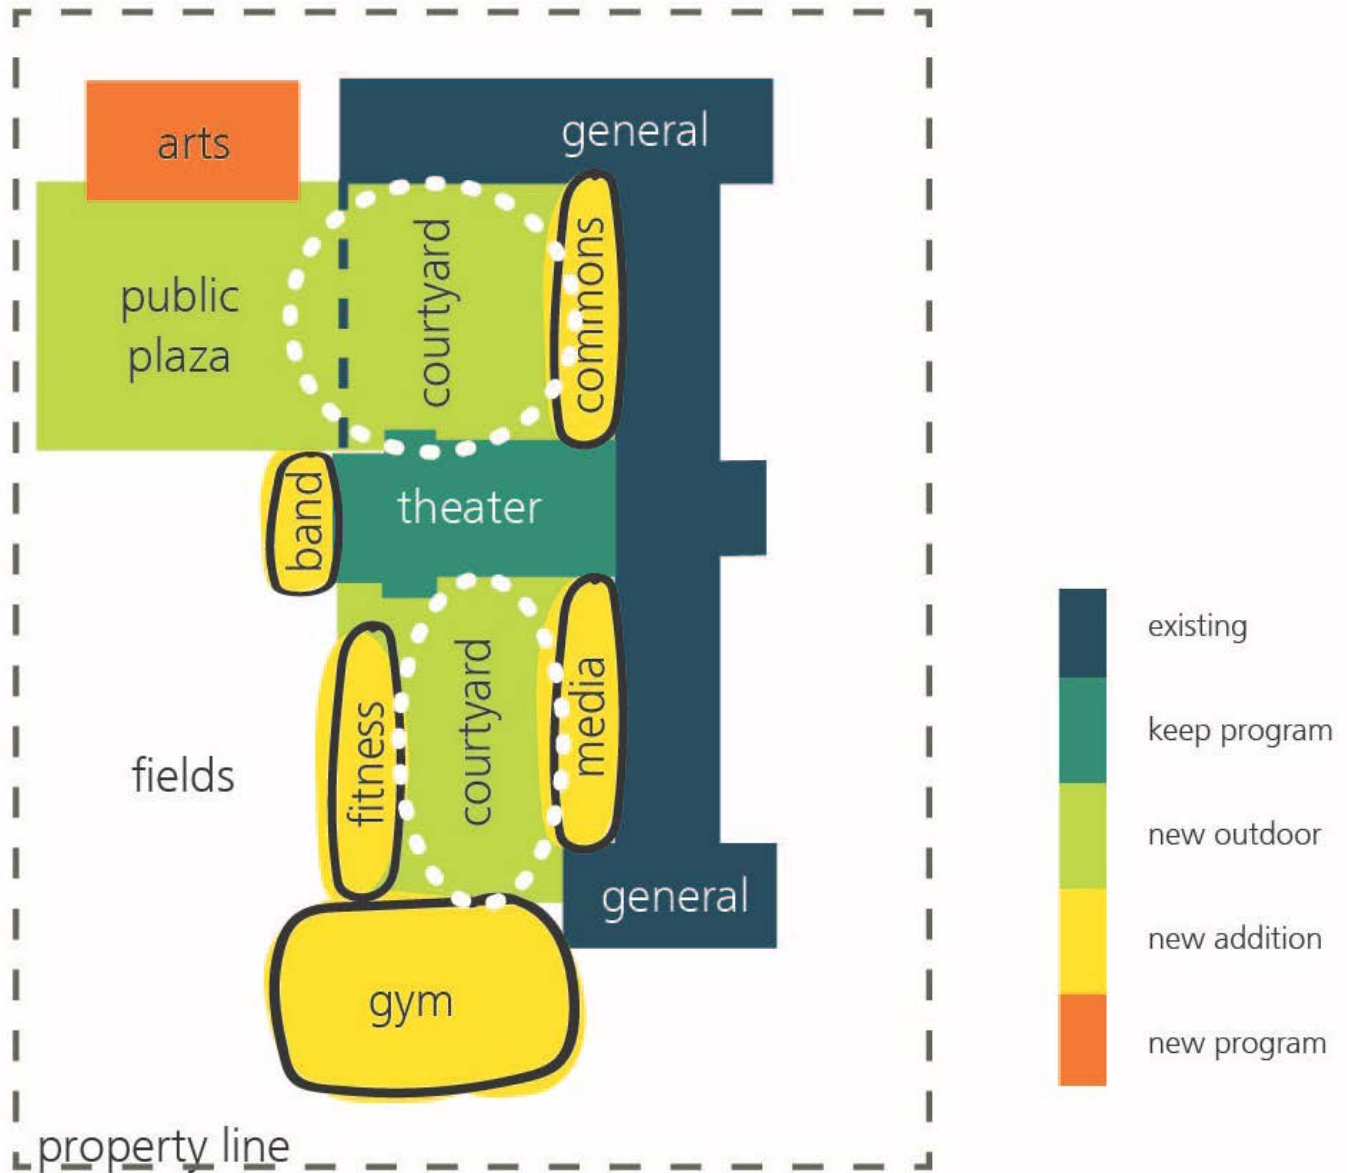 arts
general
public
plaza
courtyard
commons
band
theater
fitness
courtyard
media
fields
general
gym
property line
existing
keep program
new outdoor
new addition
new program